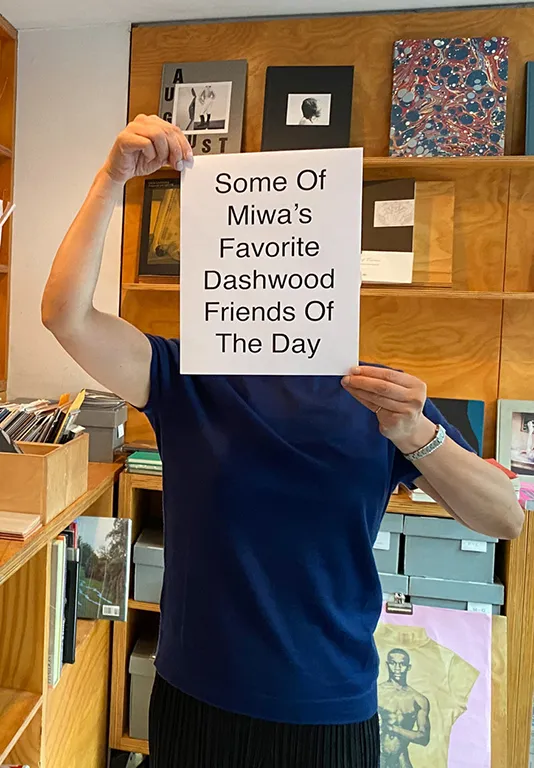 AUGUST
Some Of
Miwa's
Favorite
Dashwood
Friends Of
The Day